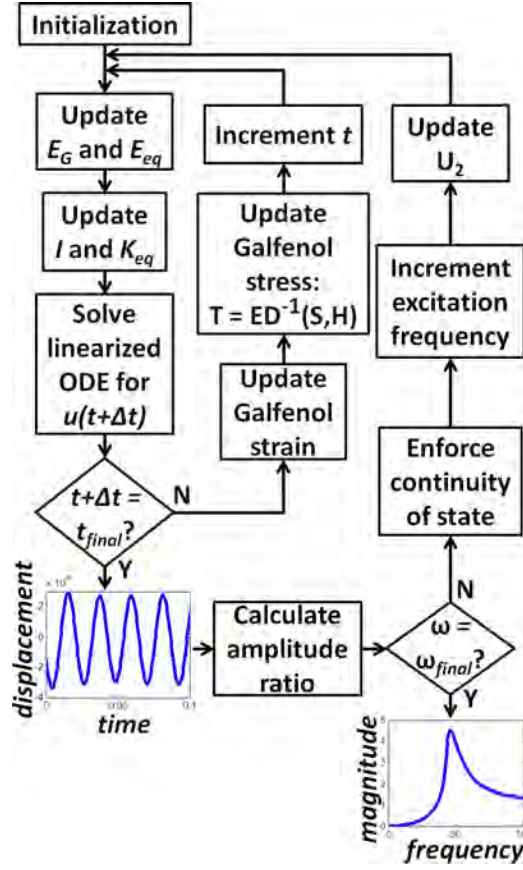 Initialization
Update
E_G and E_eq
Update
I and K_eq
Solve
linearized
ODE for
u(t+Δt)
t+Δt =
t_final?
N
Y
Increment t
Update
Galfenol
stress:
T = ED⁻¹(S,H)
Update
Galfenol
strain
Update
U₂
Increment
excitation
frequency
Enforce
continuity
of state
N
ω =
ω_final?
Y
Calculate
amplitude
ratio
displacement
time
magnitude
frequency